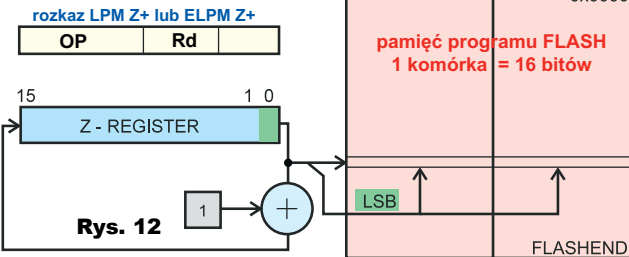 rozkaz LPM Z+ lub ELPM Z+
OP Rd
15 1 0
Z - REGISTER
1
+
Rys. 12
pamięć programu FLASH
1 komórka = 16 bitów
LSB
FLASHEND